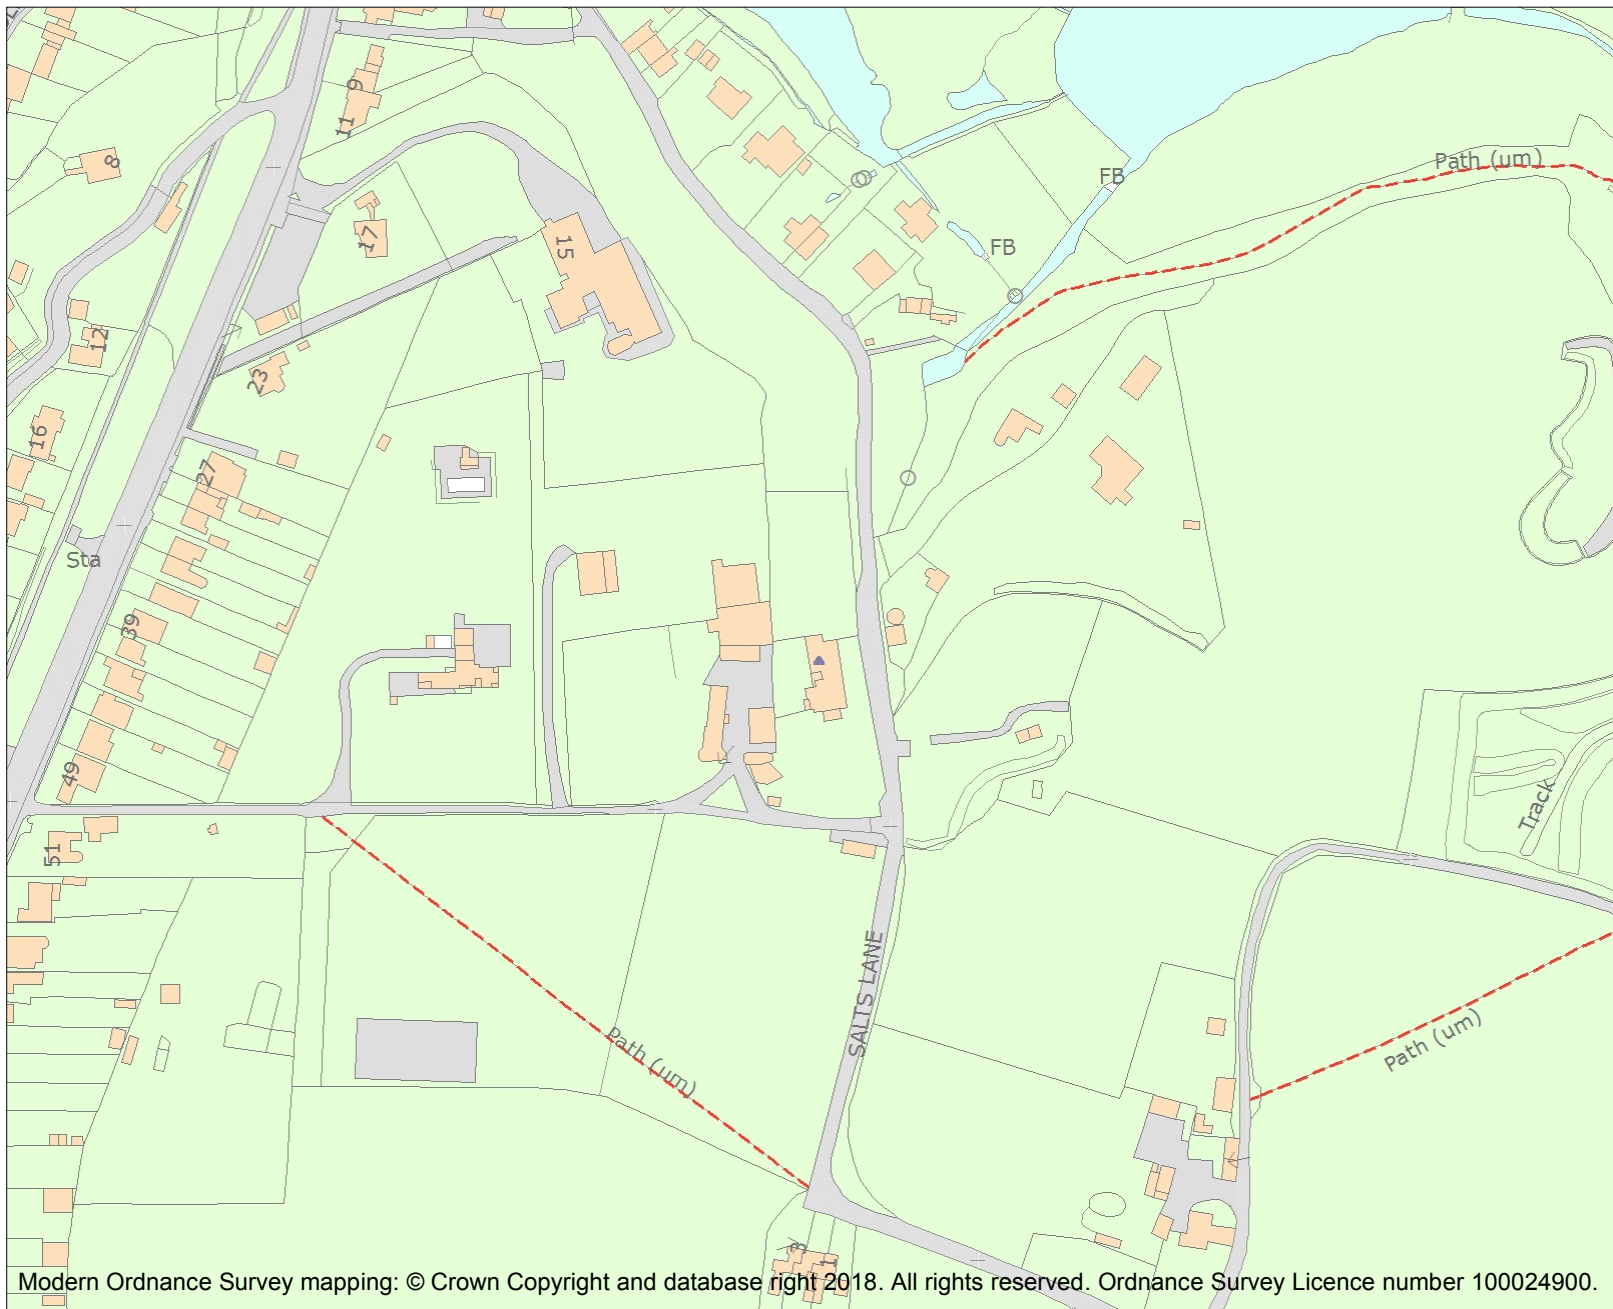 9
11
8
17
15
12
23
16
27
Sta
39
49
51
FB
FB
Path (um)
Track
SALTS LANE
Path (um)
Path (um)
3
1
Modern Ordnance Survey mapping: © Crown Copyright and database right 2018. All rights reserved. Ordnance Survey Licence number 100024900.